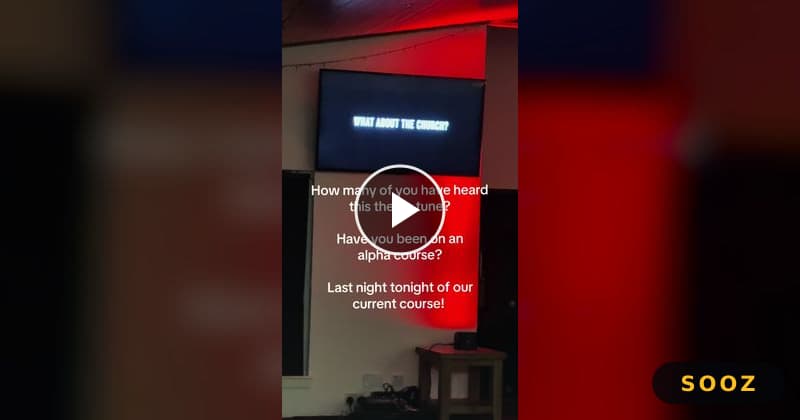 WHAT ABOUT THE CHURCH?
How many of you have heard
this theme tune?
Have you been on an
alpha course?
Last night tonight of our
current course!
SOOZ